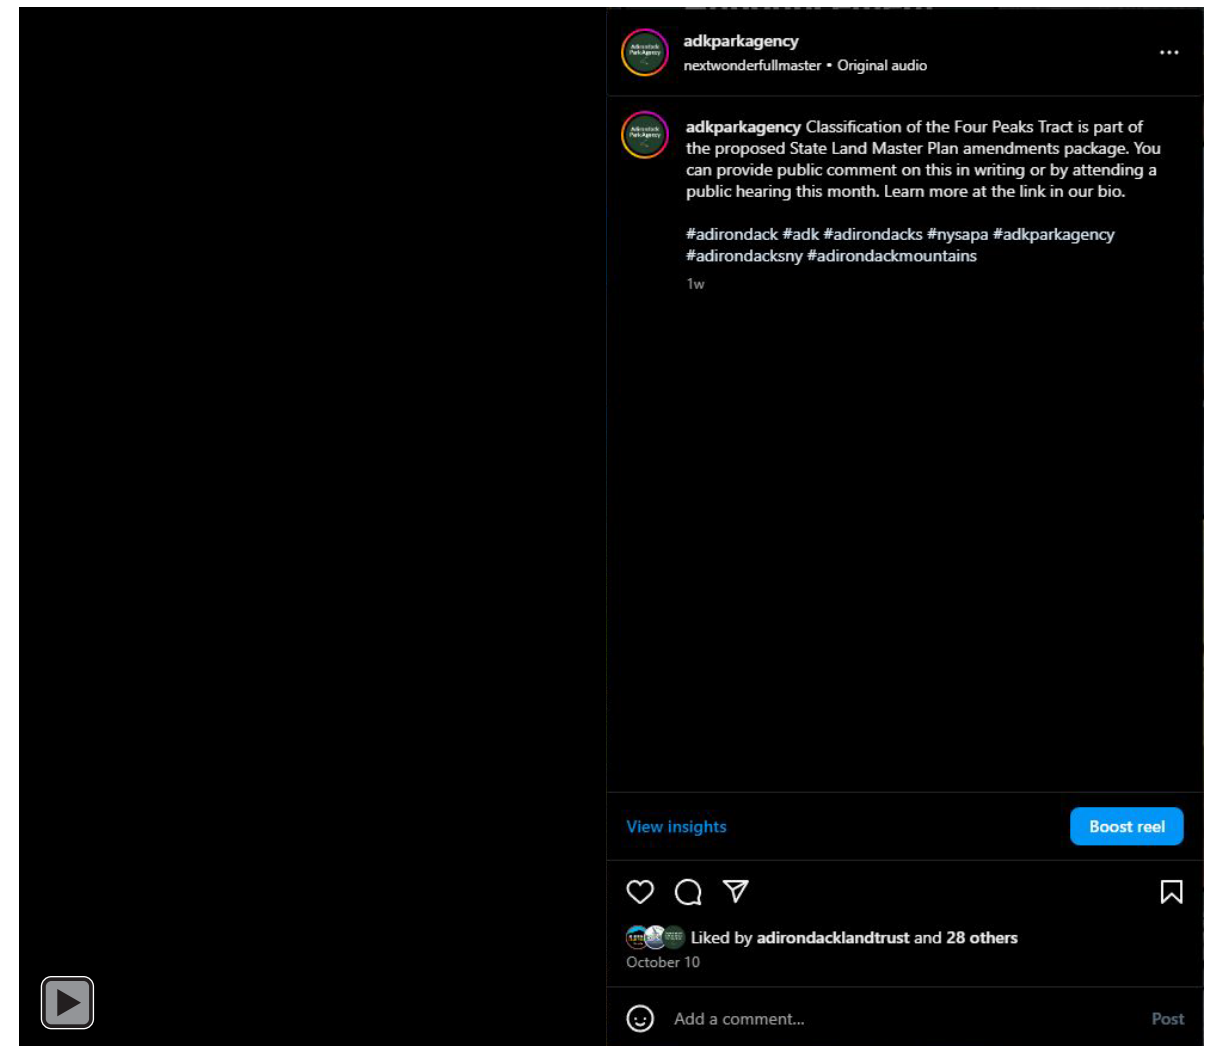 adkparkagency
nextwonderfullmaster • Original audio
adkparkagency Classification of the Four Peaks Tract is part of
the proposed State Land Master Plan amendments package. You
can provide public comment on this in writing or by attending a
public hearing this month. Learn more at the link in our bio.
#adirondack #adk #adirondacks #nysapa #adkparkagency
#adirondacksny #adirondackmountains
1w
View insights
Boost reel
Liked by adirondacklandtrust and 28 others
October 10
Add a comment...
Post